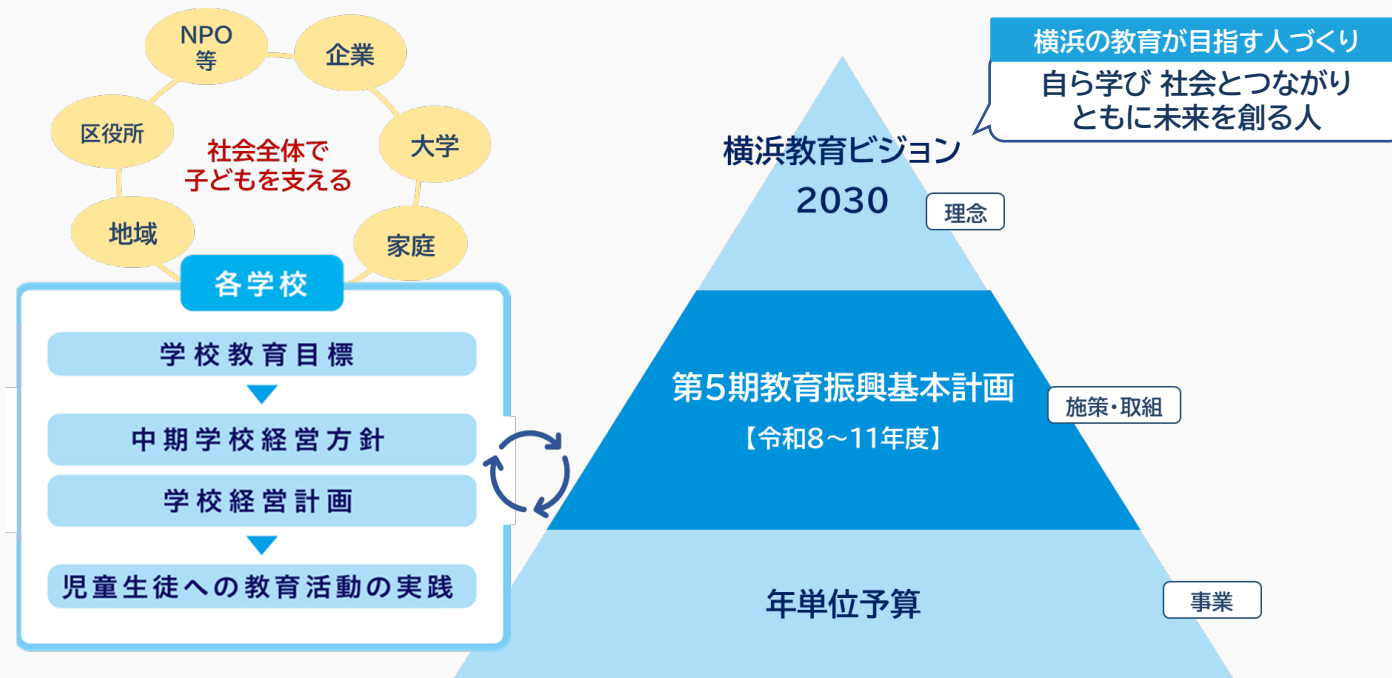 NPO
等
企業
区役所
大学
社会全体で
子どもを支える
地域
家庭
各学校
学校教育目標
中期学校経営方針
学校経営計画
児童生徒への教育活動の実践
横浜の教育が目指す人づくり
自ら学び 社会とつながり
ともに未来を創る人
横浜教育ビジョン
2030
理念
第5期教育振興基本計画
【令和8～11年度】
施策・取組
年単位予算
事業